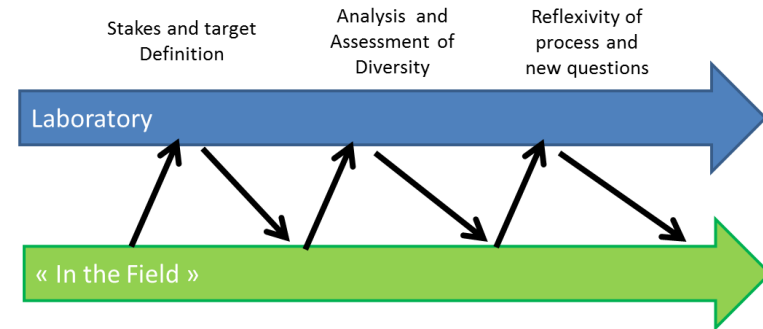 Stakes and target
Definition
Analysis and
Assessment of
Diversity
Reflexivity of
process and
new questions
Laboratory
« In the Field »